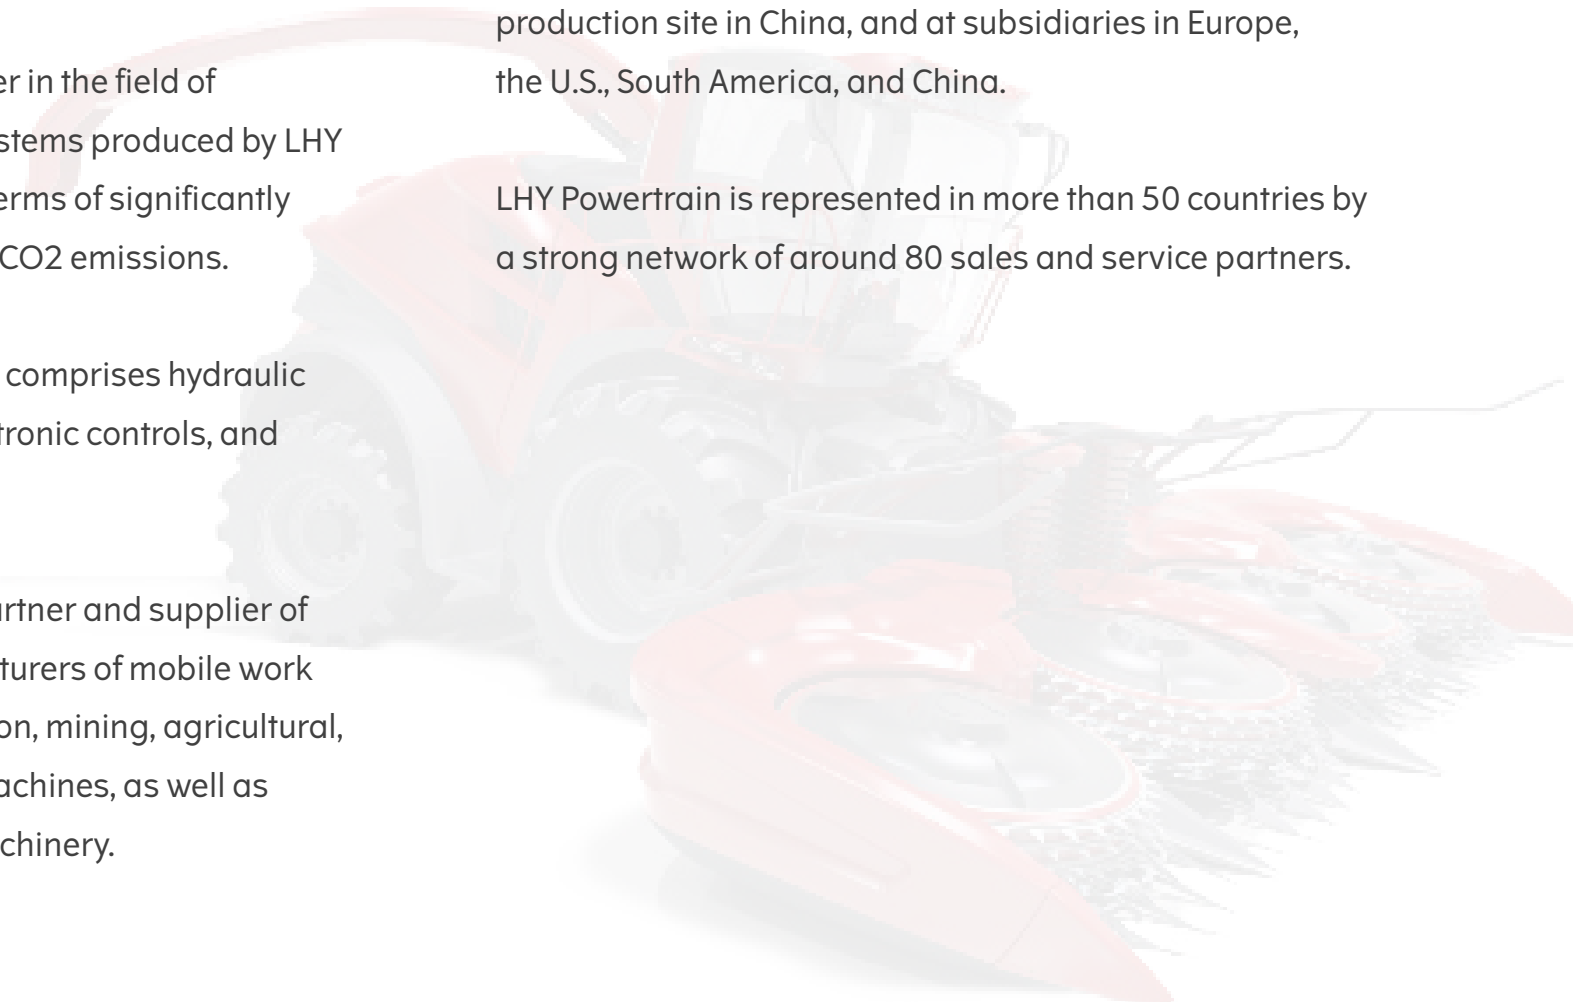 er in the field of
stems produced by LHY
erms of significantly
CO2 emissions.
comprises hydraulic
tronic controls, and
artner and supplier of
turers of mobile work
on, mining, agricultural,
achines, as well as
chinery.
production site in China, and at subsidiaries in Europe,
the U.S., South America, and China.
LHY Powertrain is represented in more than 50 countries by
a strong network of around 80 sales and service partners.